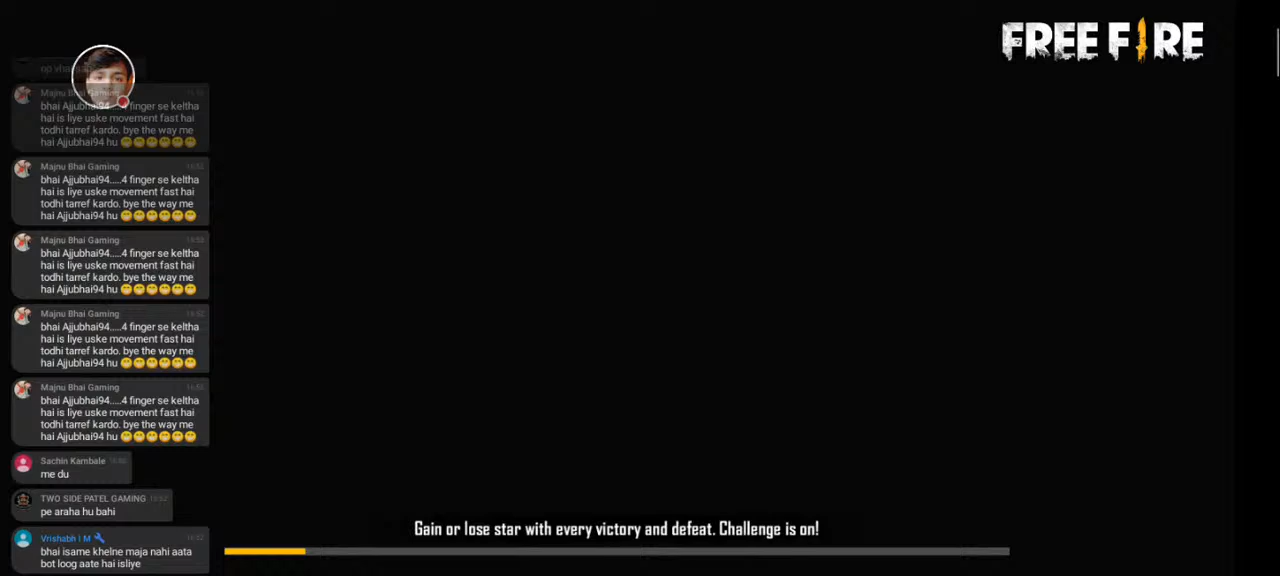 FREE FIRE
op vhai
Majnu Bhai Gaming
bhai Ajjubhai94.....4 finger se keltha
hai is liye uske movement fast hai
todhi tarref kardo. bye the way me
hai Ajjubhai94 hu 😁😁😁😁😁😁
Majnu Bhai Gaming
bhai Ajjubhai94.....4 finger se keltha
hai is liye uske movement fast hai
todhi tarref kardo. bye the way me
hai Ajjubhai94 hu 😁😁😁😁😁😁
Majnu Bhai Gaming
bhai Ajjubhai94.....4 finger se keltha
hai is liye uske movement fast hai
todhi tarref kardo. bye the way me
hai Ajjubhai94 hu 😁😁😁😁😁😁
Majnu Bhai Gaming
bhai Ajjubhai94.....4 finger se keltha
hai is liye uske movement fast hai
todhi tarref kardo. bye the way me
hai Ajjubhai94 hu 😁😁😁😁😁😁
Majnu Bhai Gaming
bhai Ajjubhai94.....4 finger se keltha
hai is liye uske movement fast hai
todhi tarref kardo. bye the way me
hai Ajjubhai94 hu 😁😁😁😁😁😁
Sachin Kambale
me du
TWO SIDE PATEL GAMING
pe araha hu bahi
Vrishabh I M 🔧
bhai isame khelne maja nahi aata
bot loog aate hai isliye
Gain or lose star with every victory and defeat. Challenge is on!